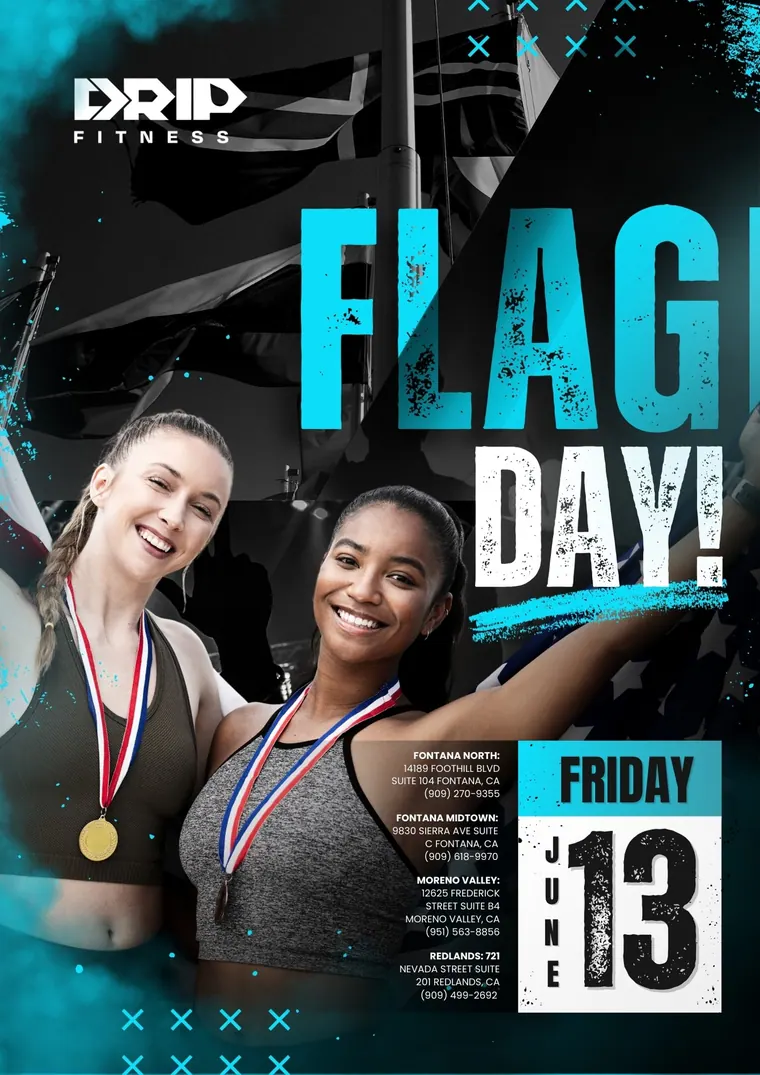 DRIP
FITNESS
FLAG
DAY!
FONTANA NORTH:
14189 FOOTHILL BLVD
SUITE 104 FONTANA, CA
(909) 270-9355
FONTANA MIDTOWN:
9830 SIERRA AVE SUITE
C FONTANA, CA
(909) 618-9970
MORENO VALLEY:
12625 FREDERICK
STREET SUITE B4
MORENO VALLEY, CA
(951) 563-8856
REDLANDS: 721
NEVADA STREET SUITE
201 REDLANDS, CA
(909) 499-2692
FRIDAY
JUNE
13